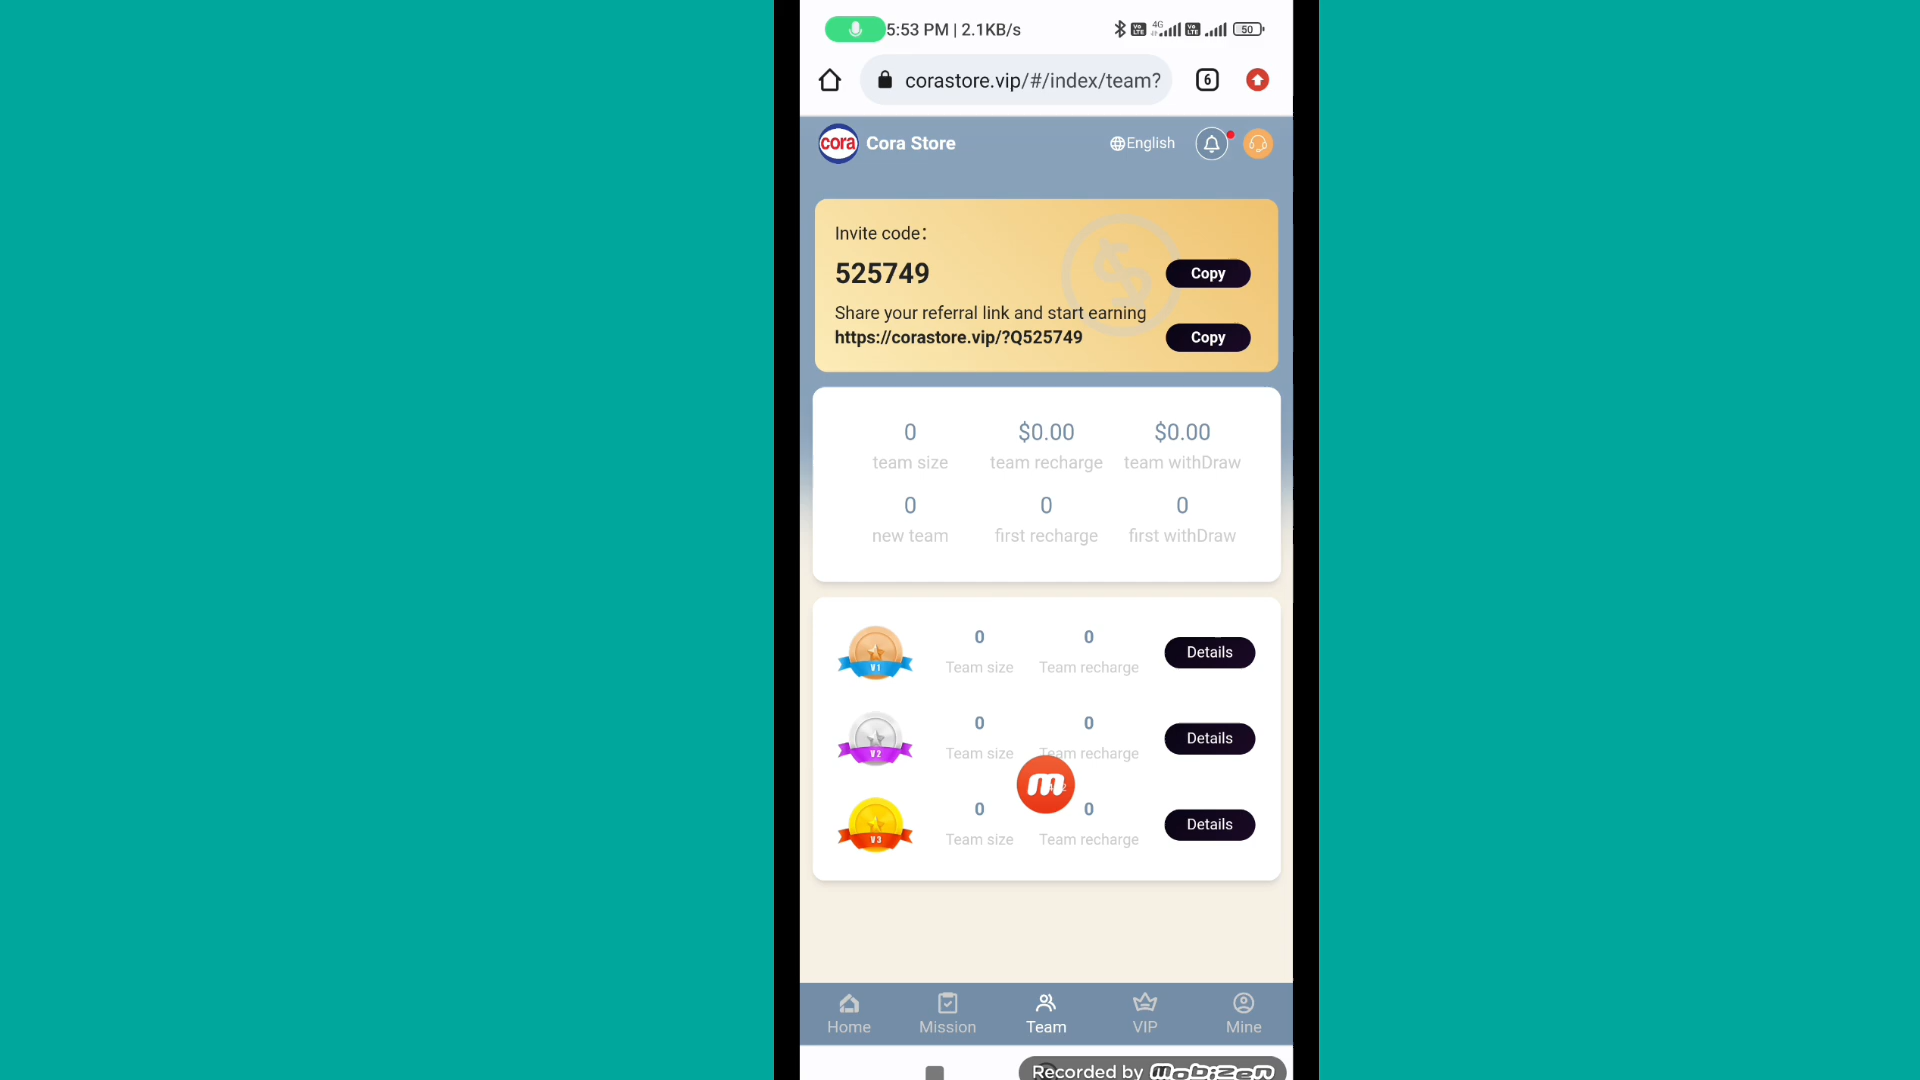 5:53 PM | 2.1KB/s
4G
50
corastore.vip/#/index/team?
6
cora Cora Store
English
Invite code：
525749
Copy
Share your referral link and start earning
https://corastore.vip/?Q525749
Copy
0 $0.00 $0.00
team size team recharge team withDraw
0 0 0
new team first recharge first withDraw
0 0
V1 Team size Team recharge Details
0 0
V2 Team size Team recharge Details
0 0
V3 Team size Team recharge Details
Home Mission Team VIP Mine
Recorded by mobizen